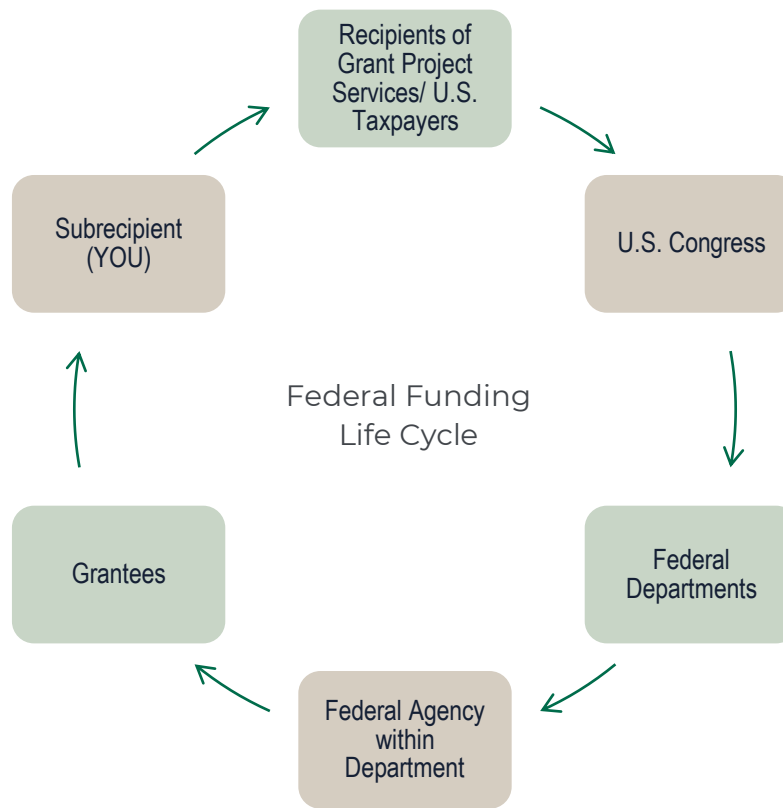 Recipients of
Grant Project
Services/ U.S.
Taxpayers
U.S. Congress
Federal
Departments
Federal Agency
within
Department
Grantees
Subrecipient
(YOU)
Federal Funding
Life Cycle